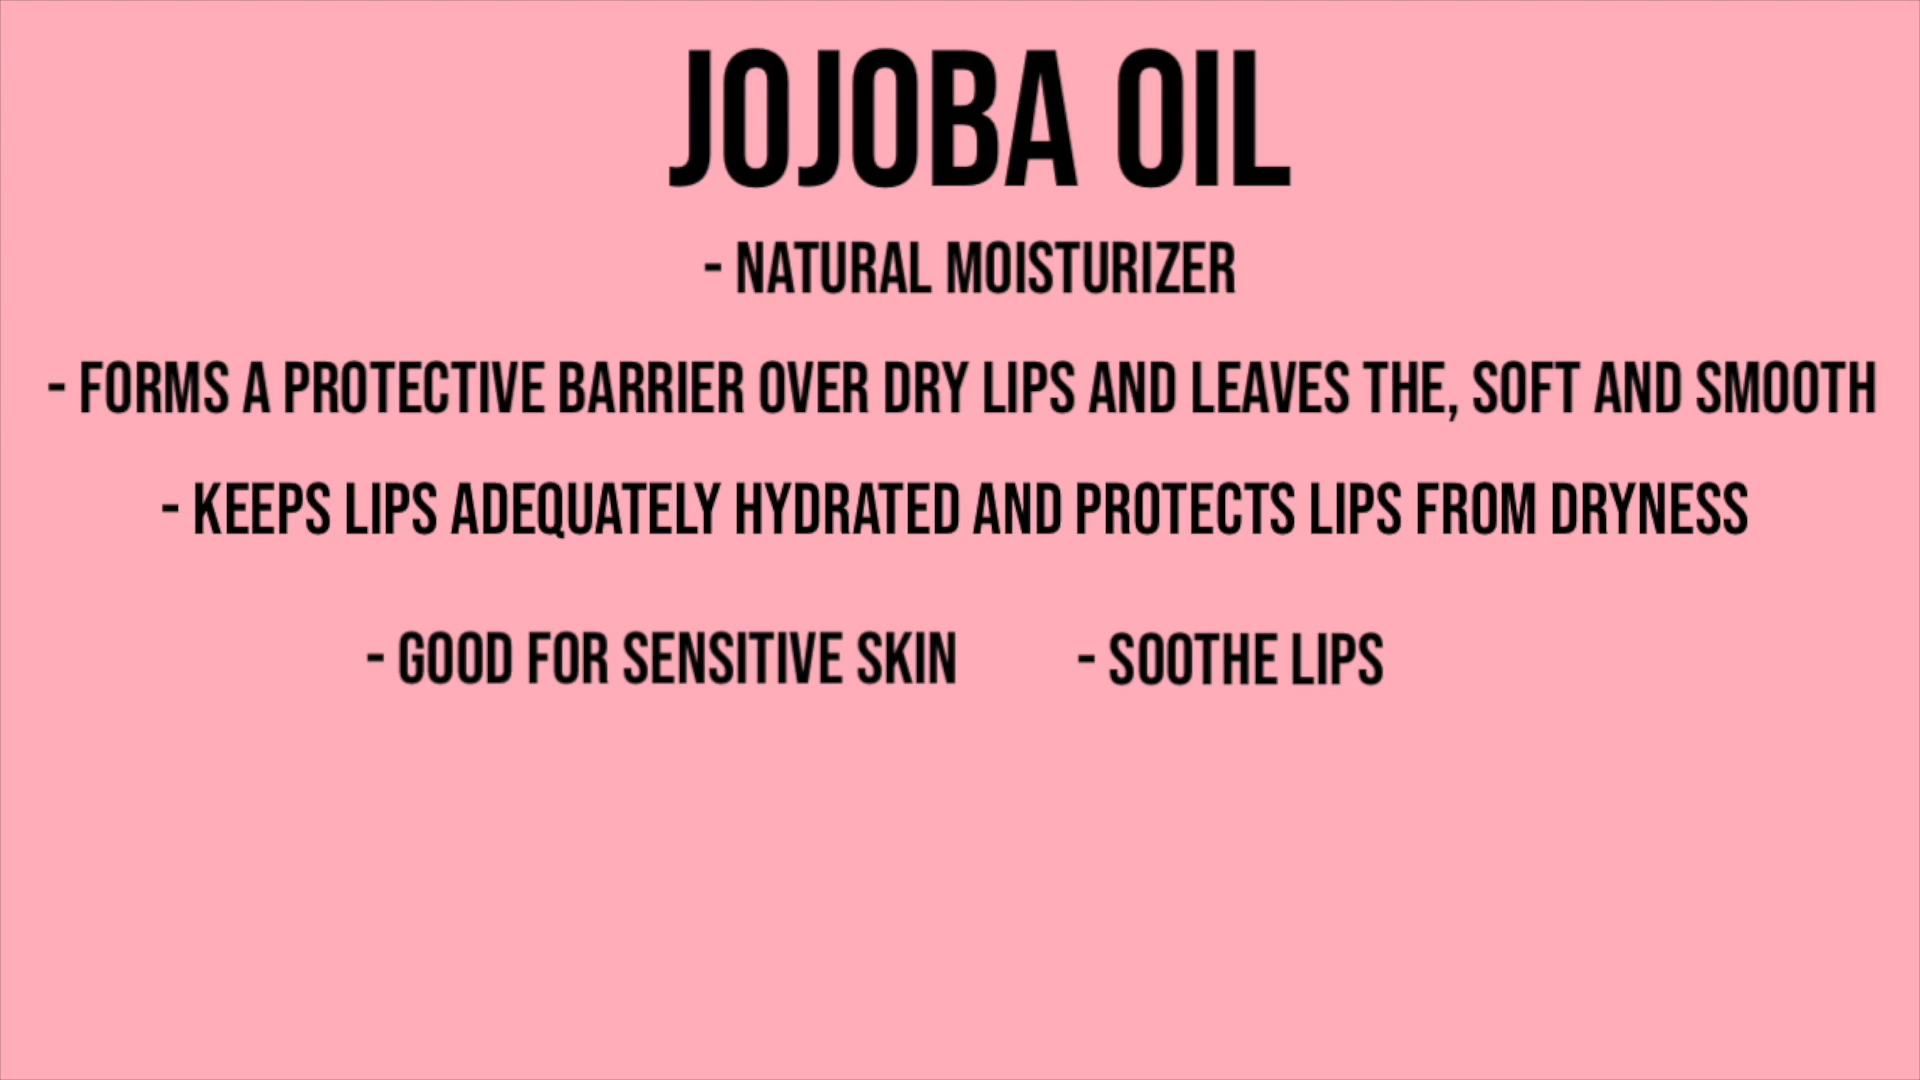 JOJOBA OIL
- NATURAL MOISTURIZER
- FORMS A PROTECTIVE BARRIER OVER DRY LIPS AND LEAVES THE, SOFT AND SMOOTH
- KEEPS LIPS ADEQUATELY HYDRATED AND PROTECTS LIPS FROM DRYNESS
- GOOD FOR SENSITIVE SKIN - SOOTHE LIPS